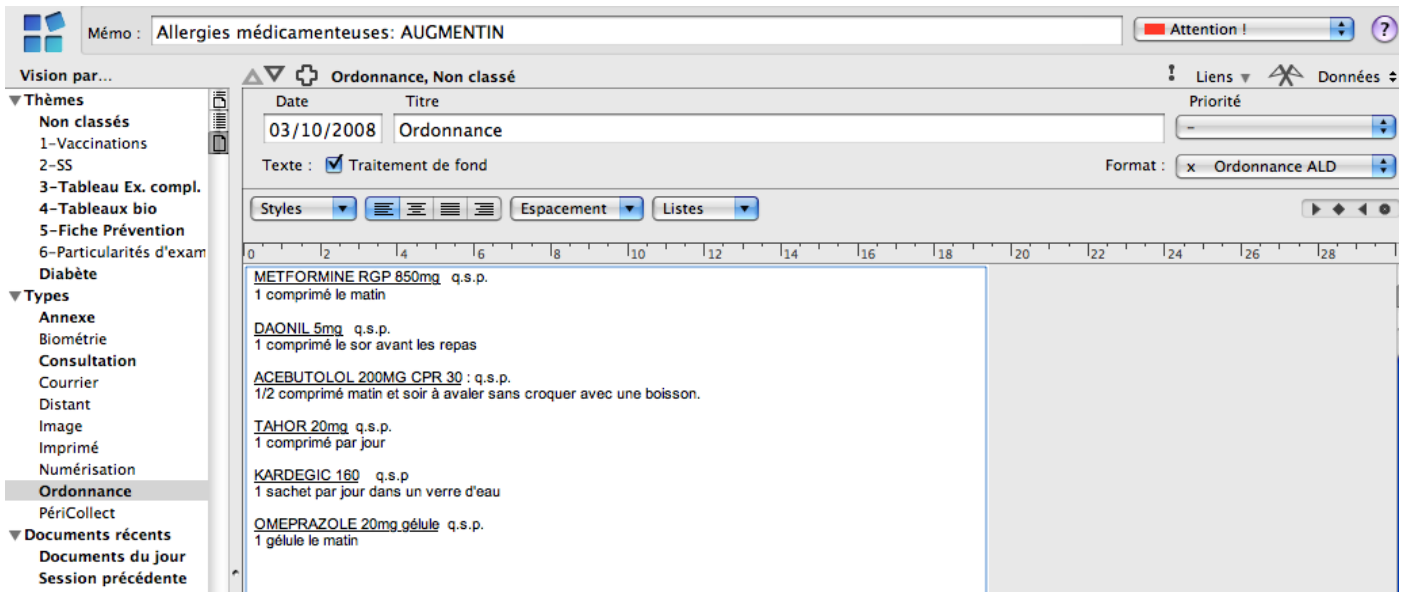 Mémo : Allergies médicamenteuses: AUGMENTIN
Attention !
?
Vision par...
Ordonnance, Non classé
Liens
Données
Thèmes
Non classés
1-Vaccinations
2-SS
3-Tableau Ex. compl.
4-Tableaux bio
5-Fiche Prévention
6-Particularités d'exam
Diabète
Types
Annexe
Biométrie
Consultation
Courrier
Distant
Image
Imprimé
Numérisation
Ordonnance
PériCollect
Documents récents
Documents du jour
Session précédente
Date
Titre
Priorité
03/10/2008
Ordonnance
-
Texte :
Traitement de fond
Format :
x Ordonnance ALD
Styles
Espacement
Listes
0 2 4 6 8 10 12 14 16 18 20 22 24 26 28
METFORMINE RGP 850mg q.s.p.
1 comprimé le matin
DAONIL 5mg q.s.p.
1 comprimé le sor avant les repas
ACEBUTOLOL 200MG CPR 30 : q.s.p.
1/2 comprimé matin et soir à avaler sans croquer avec une boisson.
TAHOR 20mg q.s.p.
1 comprimé par jour
KARDEGIC 160 q.s.p
1 sachet par jour dans un verre d'eau
OMEPRAZOLE 20mg gélule q.s.p.
1 gélule le matin